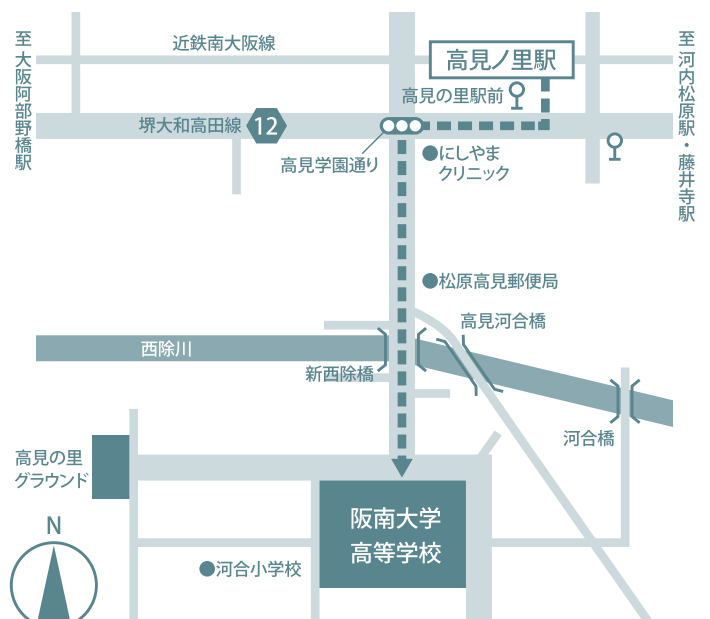 近鉄南大阪線
高見ノ里駅
高見の里駅前
至 大阪阿部野橋駅
至 河内松原駅・藤井寺駅
堺大和高田線
12
高見学園通り
にしやま
クリニック
松原高見郵便局
高見河合橋
西除川
新西除橋
河合橋
高見の里
グラウンド
阪南大学
高等学校
河合小学校
N